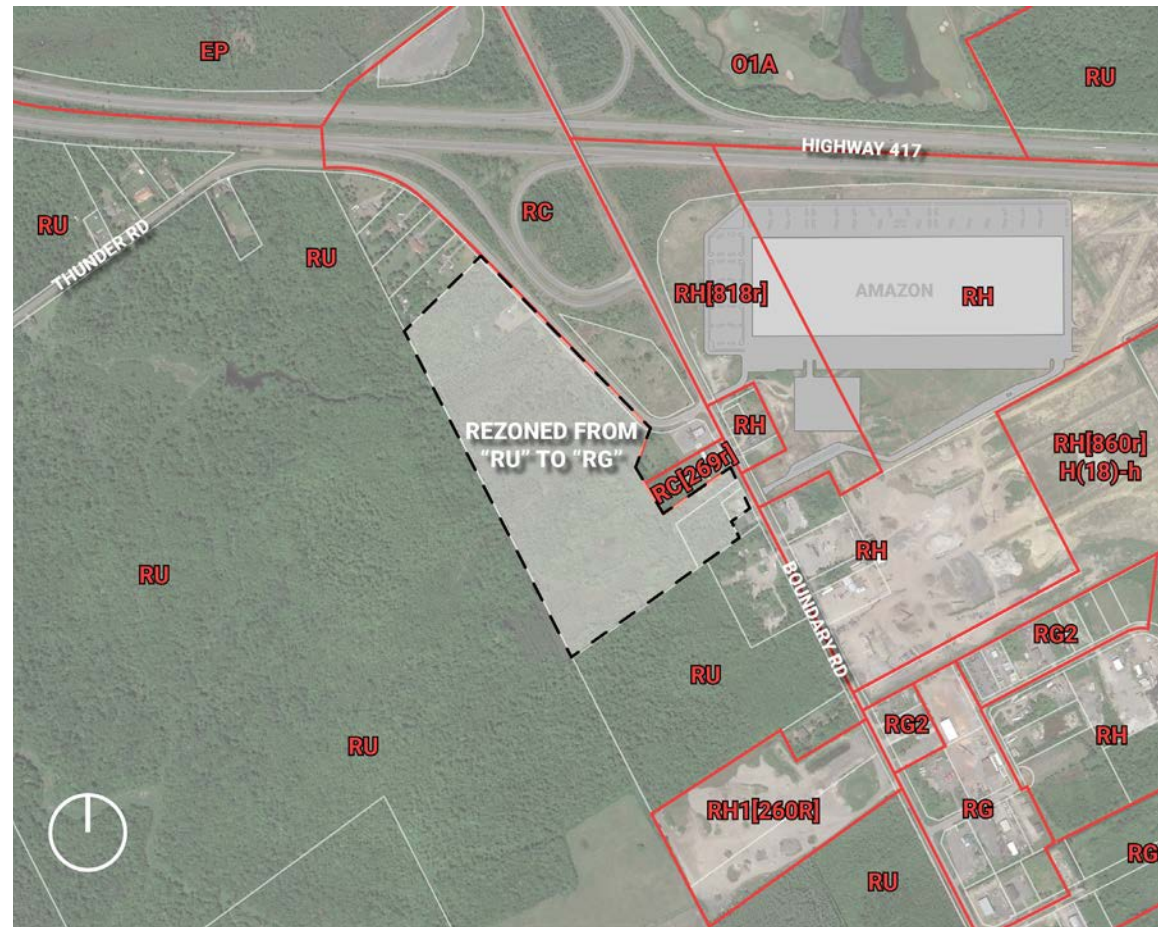 EP
O1A
RU
HIGHWAY 417
RU
THUNDER RD
RU
RC
RH[818r]
AMAZON
RH
REZONED FROM
“RU” TO “RG”
RH
RC[269r]
RH[860r]
H(18)-h
RU
RH
BOUNDARY RD
RG2
RU
RG2
RH
RU
RH1[260R]
RG
RG
RU